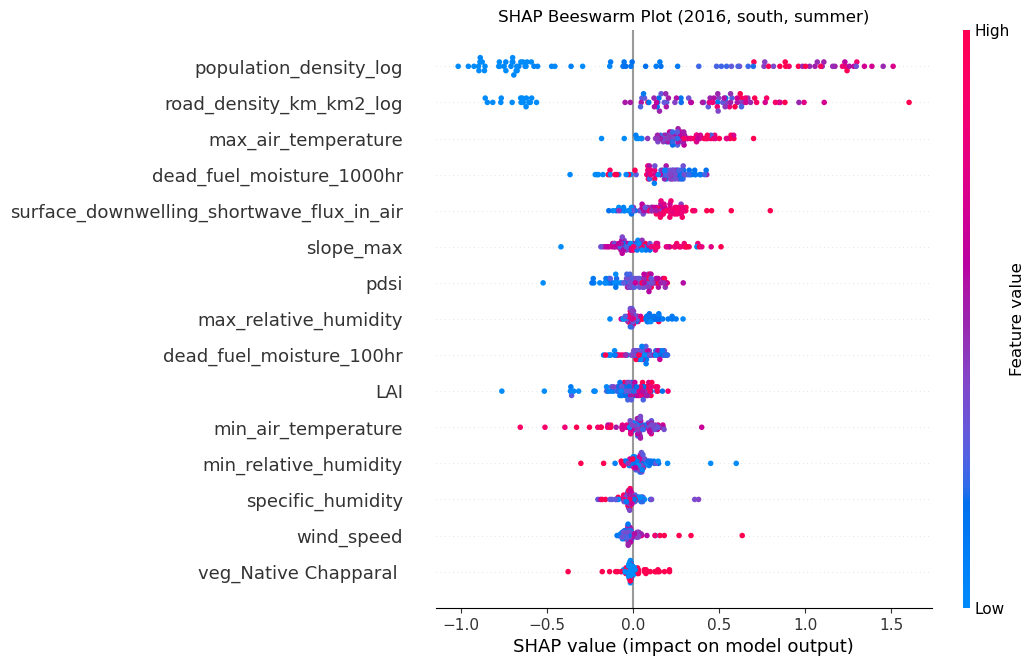 SHAP Beeswarm Plot (2016, south, summer)
High
population_density_log
road_density_km_km2_log
max_air_temperature
dead_fuel_moisture_1000hr
surface_downwelling_shortwave_flux_in_air
slope_max
pdsi
max_relative_humidity
dead_fuel_moisture_100hr
LAI
min_air_temperature
min_relative_humidity
specific_humidity
wind_speed
veg_Native Chapparal
Feature value
Low
−1.0 −0.5 0.0 0.5 1.0 1.5
SHAP value (impact on model output)